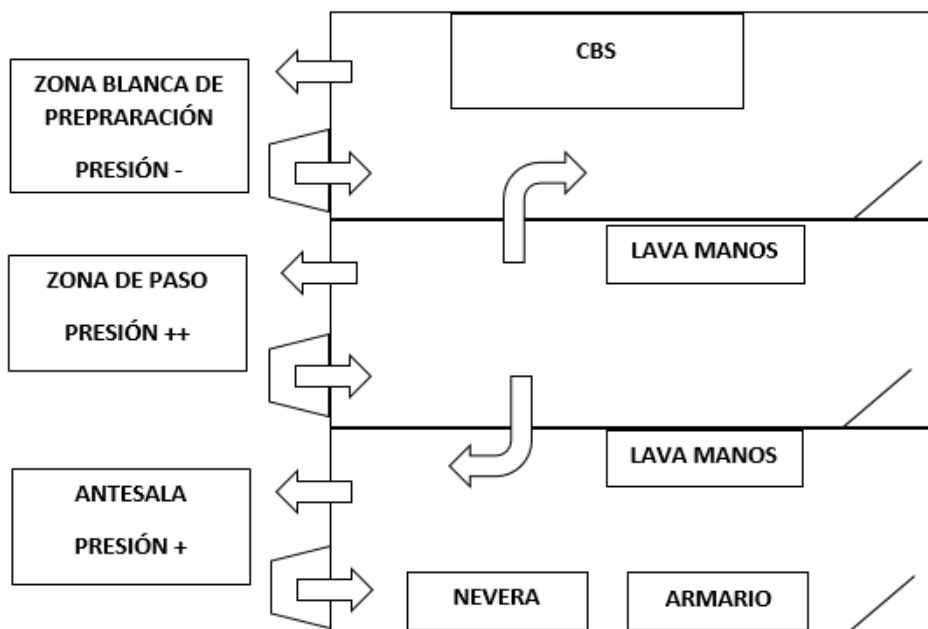 CBS
ZONA BLANCA DE
PREPRARACIÓN
PRESIÓN -
LAVA MANOS
ZONA DE PASO
PRESIÓN ++
LAVA MANOS
ANTESALA
PRESIÓN +
NEVERA
ARMARIO